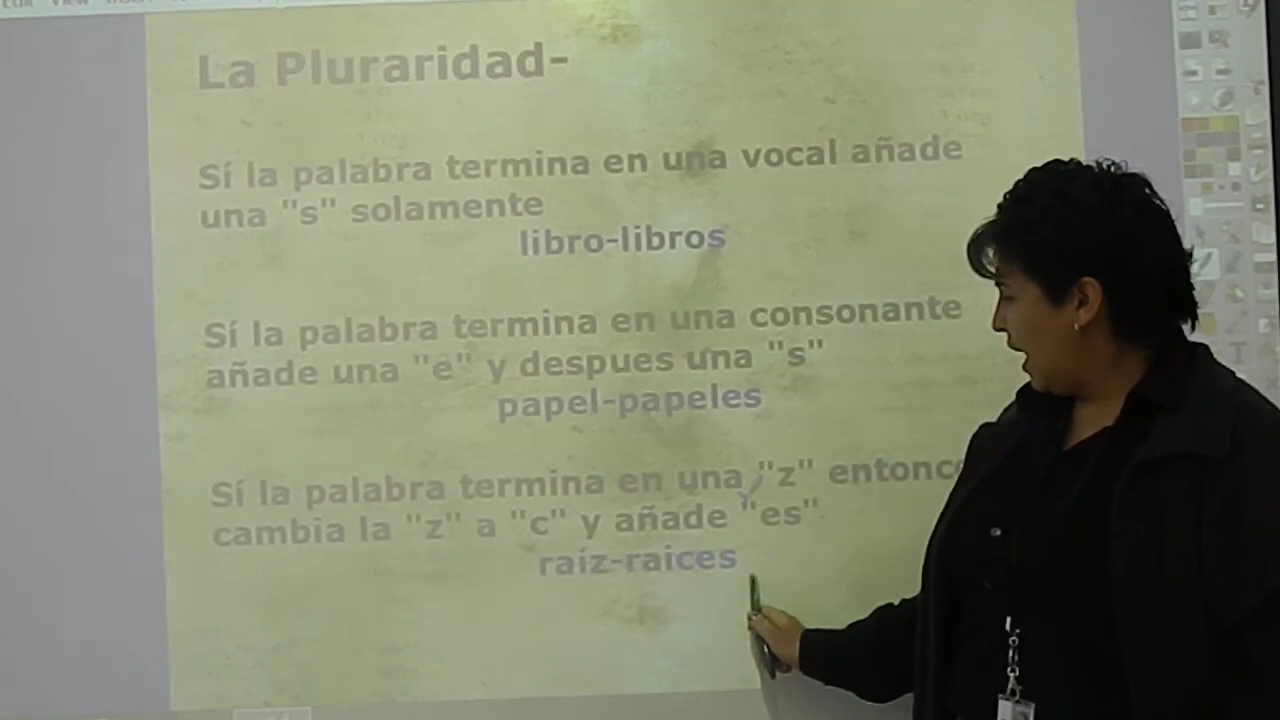 La Pluraridad-
Sí la palabra termina en una vocal añade
una "s" solamente
libro-libros
Sí la palabra termina en una consonante
añade una "e" y despues una "s"
papel-papeles
Sí la palabra termina en una "z"
cambia la "z" a "c" y añade "es"
raíz-raices